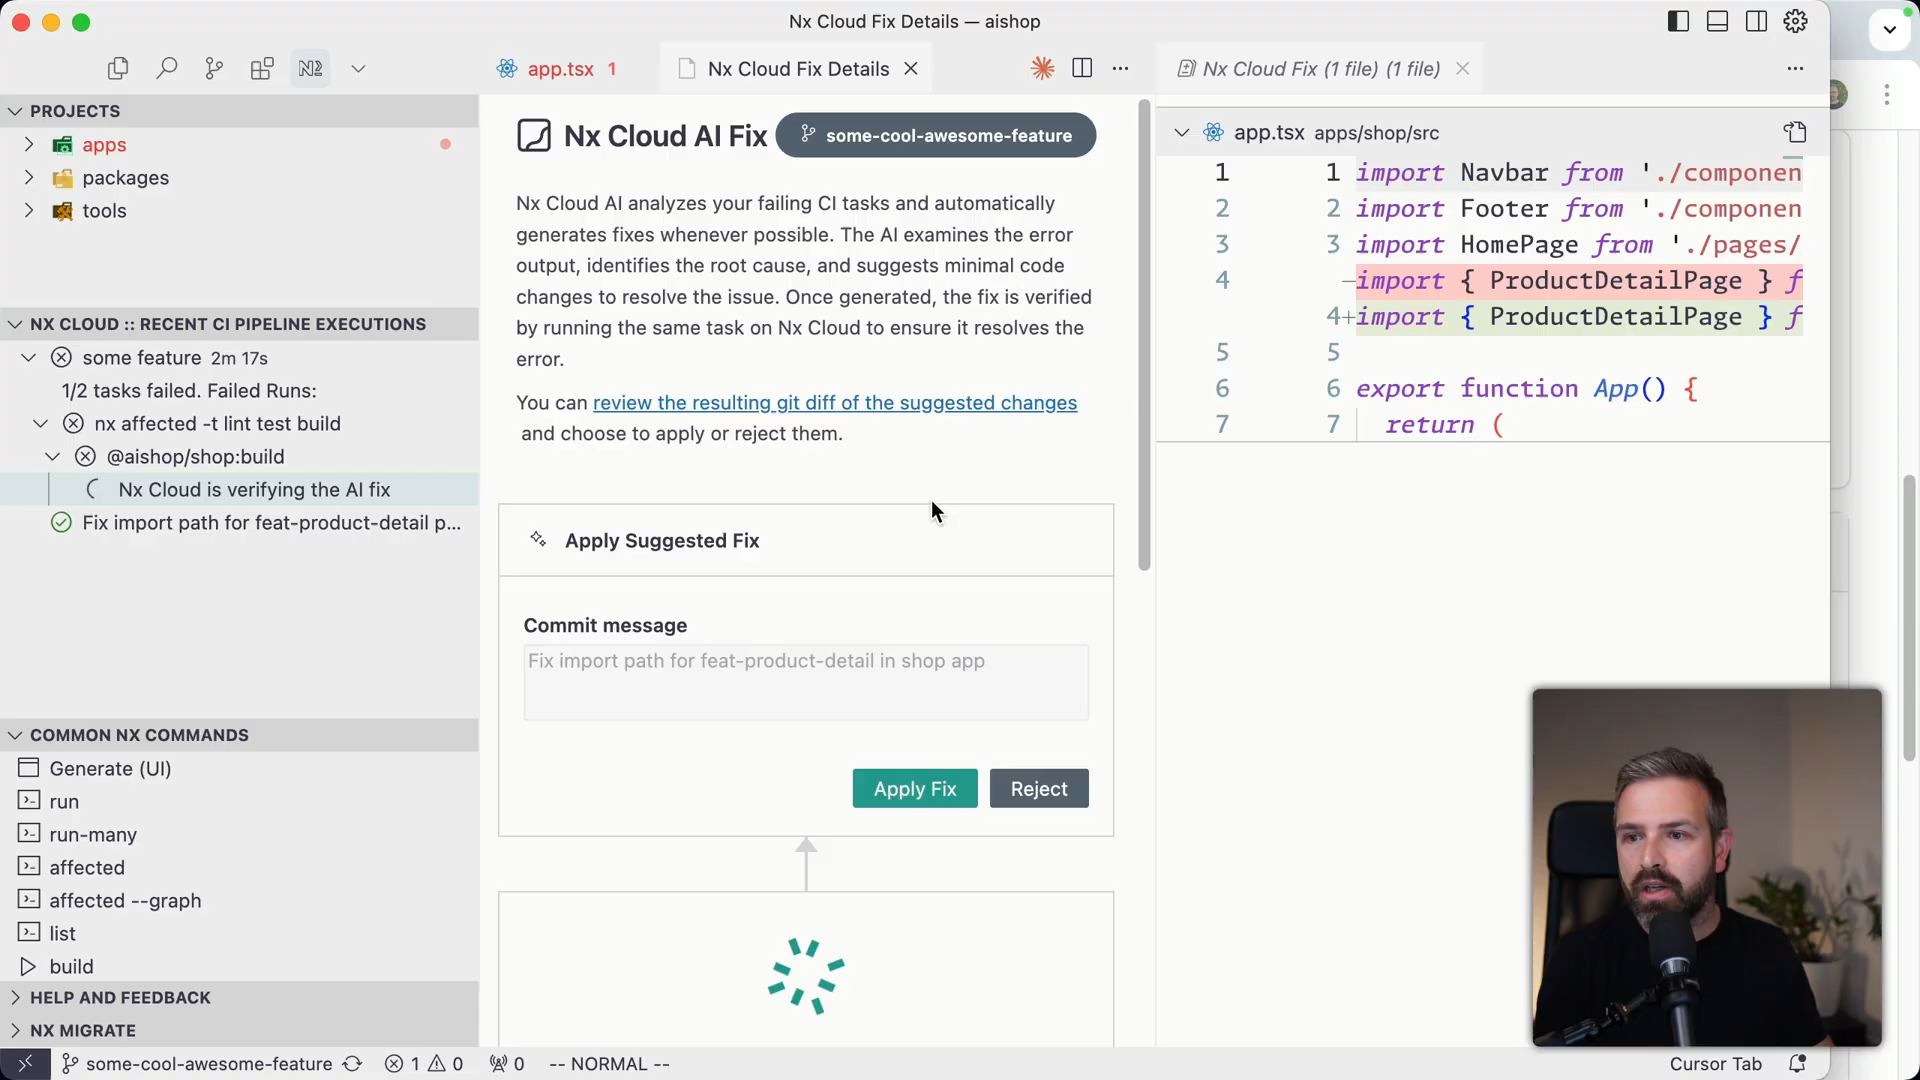 Nx Cloud Fix Details — aishop
app.tsx 1
Nx Cloud Fix Details
Nx Cloud Fix (1 file) (1 file)
PROJECTS
apps
packages
tools
NX CLOUD :: RECENT CI PIPELINE EXECUTIONS
some feature 2m 17s
1/2 tasks failed. Failed Runs:
nx affected -t lint test build
@aishop/shop:build
Nx Cloud is verifying the AI fix
Fix import path for feat-product-detail p...
COMMON NX COMMANDS
Generate (UI)
run
run-many
affected
affected --graph
list
build
HELP AND FEEDBACK
NX MIGRATE
Nx Cloud AI Fix
some-cool-awesome-feature
Nx Cloud AI analyzes your failing CI tasks and automatically
generates fixes whenever possible. The AI examines the error
output, identifies the root cause, and suggests minimal code
changes to resolve the issue. Once generated, the fix is verified
by running the same task on Nx Cloud to ensure it resolves the
error.
You can review the resulting git diff of the suggested changes
and choose to apply or reject them.
Apply Suggested Fix
Commit message
Fix import path for feat-product-detail in shop app
Apply Fix
Reject
app.tsx apps/shop/src
1 1 import Navbar from './componen
2 2 import Footer from './componen
3 3 import HomePage from './pages/
4 —import { ProductDetailPage } f
4+import { ProductDetailPage } f
5 5
6 6 export function App() {
7 7 return (
some-cool-awesome-feature
1 0
0
-- NORMAL --
Cursor Tab